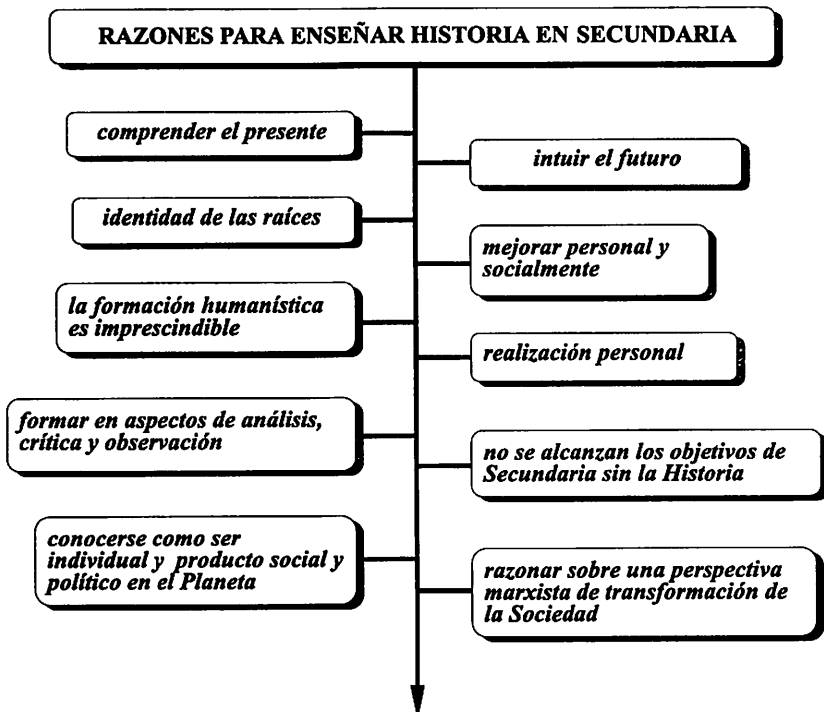 RAZONES PARA ENSEÑAR HISTORIA EN SECUNDARIA
comprender el presente
intuir el futuro
identidad de las raíces
mejorar personal y
socialmente
la formación humanística
es imprescindible
realización personal
formar en aspectos de análisis,
crítica y observación
no se alcanzan los objetivos de
Secundaria sin la Historia
conocerse como ser
individual y producto social y
político en el Planeta
razonar sobre una perspectiva
marxista de transformación de
la Sociedad